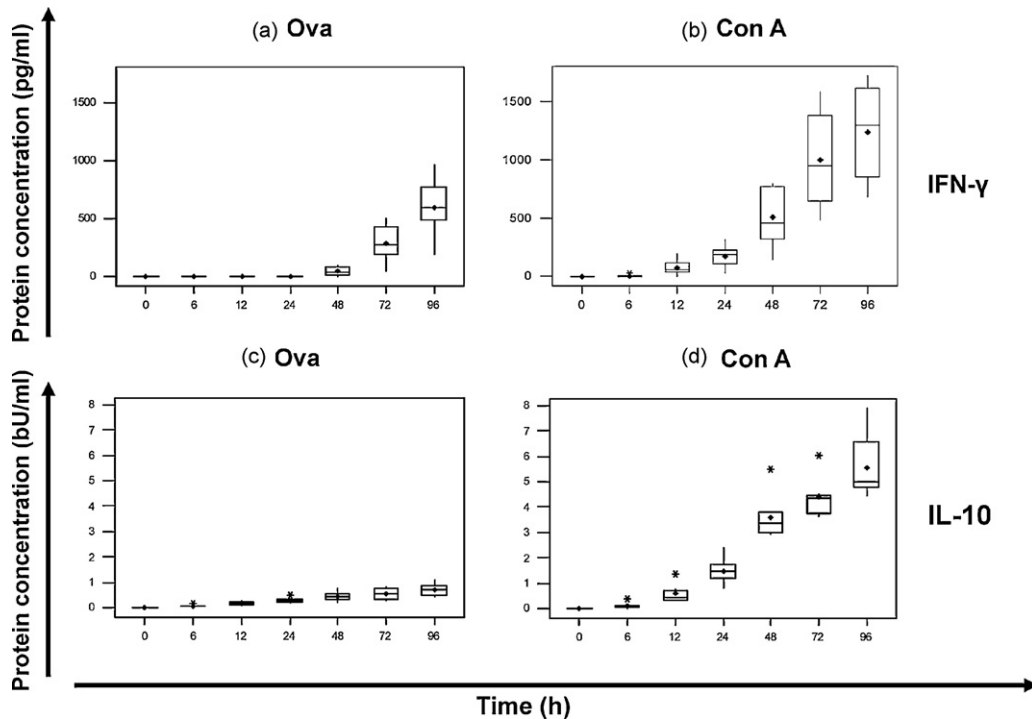 (a) Ova
(b) Con A
Protein concentration (pg/ml)
1500
1000
500
0
0 6 12 24 48 72 96
1500
1000
500
0
0 6 12 24 48 72 96
IFN-γ
(c) Ova
(d) Con A
Protein concentration (bU/ml)
8
7
6
5
4
3
2
1
0
0 6 12 24 48 72 96
8
7
6
5
4
3
2
1
0
0 6 12 24 48 72 96
IL-10
Time (h)